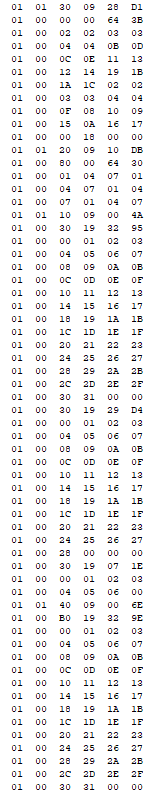 01 01 30 09 28 D1
01 00 00 00 64 3B
01 00 02 02 03 03
01 00 04 04 0B 0D
01 00 0C 0E 11 13
01 00 12 14 19 1B
01 00 1A 1C 02 02
01 00 03 03 04 04
01 00 0F 08 10 09
01 00 15 0A 16 17
01 00 00 18 00 00
01 01 20 09 10 DB
01 00 80 00 64 30
01 00 01 04 07 01
01 00 04 07 01 04
01 00 07 01 04 07
01 01 10 09 00 4A
01 00 30 19 32 95
01 00 00 01 02 03
01 00 04 05 06 07
01 00 08 09 0A 0B
01 00 0C 0D 0E 0F
01 00 10 11 12 13
01 00 14 15 16 17
01 00 18 19 1A 1B
01 00 1C 1D 1E 1F
01 00 20 21 22 23
01 00 24 25 26 27
01 00 28 29 2A 2B
01 00 2C 2D 2E 2F
01 00 30 31 00 00
01 00 30 19 29 D4
01 00 00 01 02 03
01 00 04 05 06 07
01 00 08 09 0A 0B
01 00 0C 0D 0E 0F
01 00 10 11 12 13
01 00 14 15 16 17
01 00 18 19 1A 1B
01 00 1C 1D 1E 1F
01 00 20 21 22 23
01 00 24 25 26 27
01 00 28 00 00 00
01 00 30 19 07 1E
01 00 00 01 02 03
01 00 04 05 06 00
01 01 40 09 00 6E
01 00 B0 19 32 9E
01 00 00 01 02 03
01 00 04 05 06 07
01 00 08 09 0A 0B
01 00 0C 0D 0E 0F
01 00 10 11 12 13
01 00 14 15 16 17
01 00 18 19 1A 1B
01 00 1C 1D 1E 1F
01 00 20 21 22 23
01 00 24 25 26 27
01 00 28 29 2A 2B
01 00 2C 2D 2E 2F
01 00 30 31 00 00